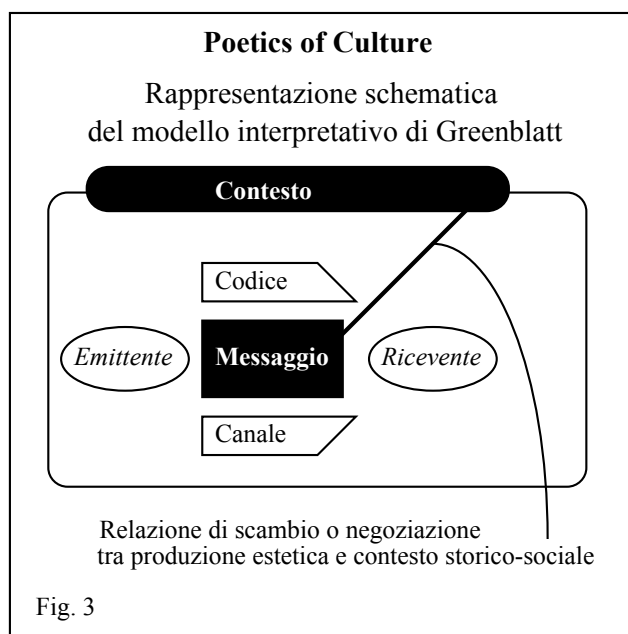 Poetics of Culture
Rappresentazione schematica
del modello interpretativo di Greenblatt
Contesto
Codice
Emittente
Messaggio
Ricevente
Canale
Relazione di scambio o negoziazione
tra produzione estetica e contesto storico-sociale
Fig. 3